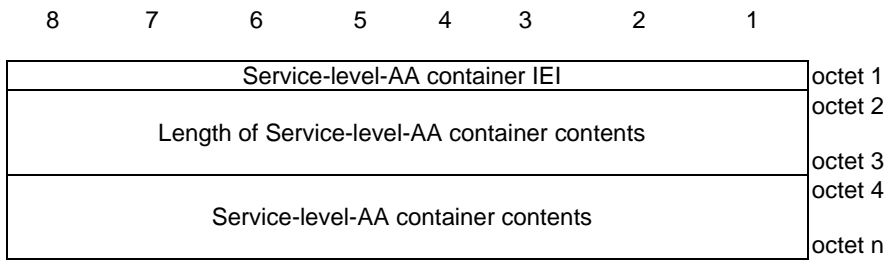 8 7 6 5 4 3 2 1
Service-level-AA container IEI octet 1
octet 2
Length of Service-level-AA container contents
octet 3
octet 4
Service-level-AA container contents
octet n